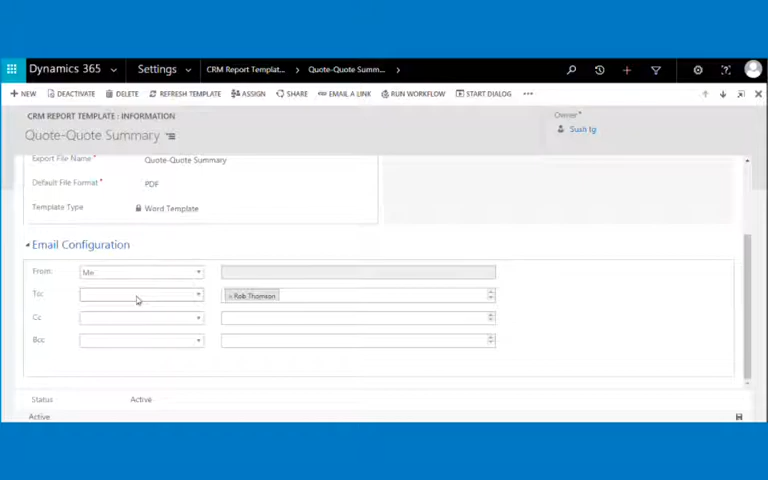 Dynamics 365 Settings CRM Report Templat... Quote-Quote Summ...
NEW DEACTIVATE DELETE REFRESH TEMPLATE ASSIGN SHARE EMAIL A LINK RUN WORKFLOW START DIALOG ...
CRM REPORT TEMPLATE : INFORMATION
Quote-Quote Summary
Owner*
Sush tg
Export File Name* Quote-Quote Summary
Default File Format* PDF
Template Type Word Template
Email Configuration
From: Me
To: × Rob Thomson
Cc
Bcc
Status Active
Active